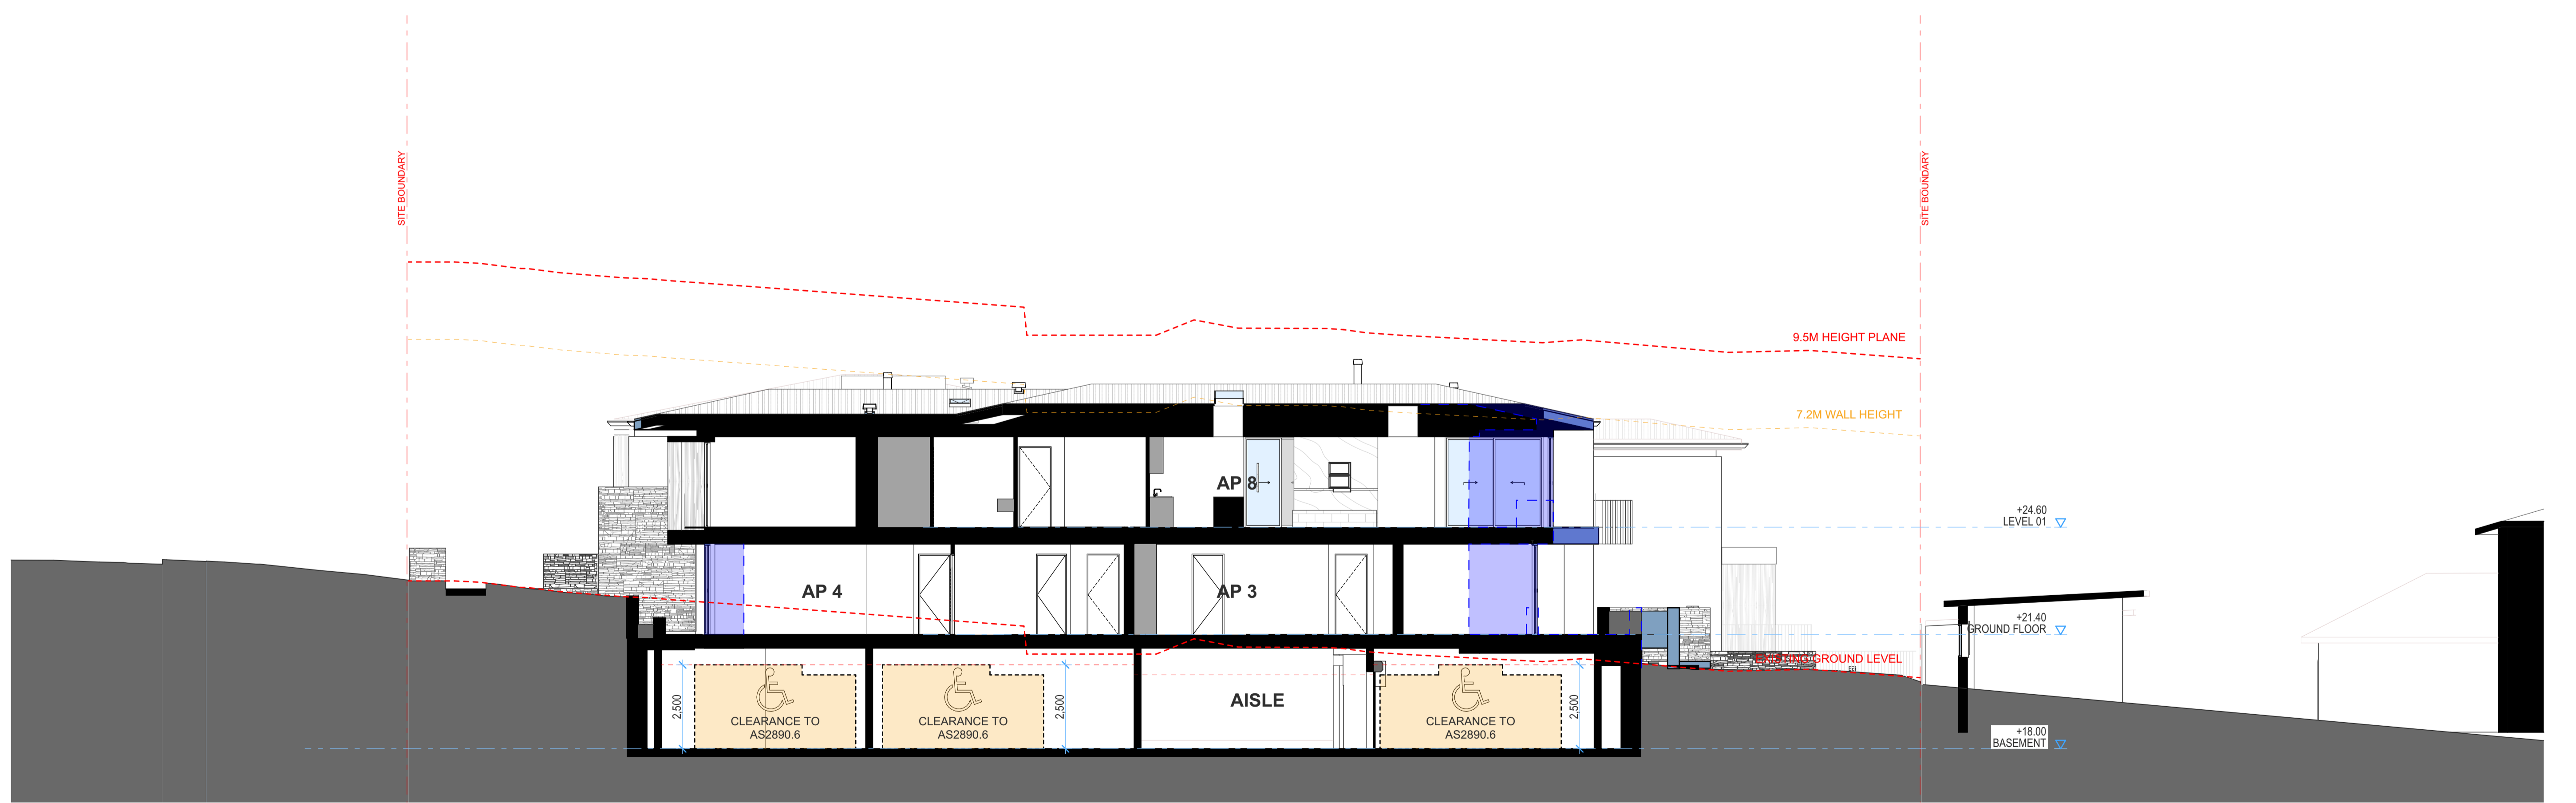 SITE BOUNDARY
SITE BOUNDARY
9.5M HEIGHT PLANE
7.2M WALL HEIGHT
AP 8
+24.60
LEVEL 01
AP 4
AP 3
+21.40
GROUND FLOOR
EXISTING GROUND LEVEL
2,500
CLEARANCE TO
AS2890.6
CLEARANCE TO
AS2890.6
2,500
AISLE
CLEARANCE TO
AS2890.6
2,500
+18.00
BASEMENT